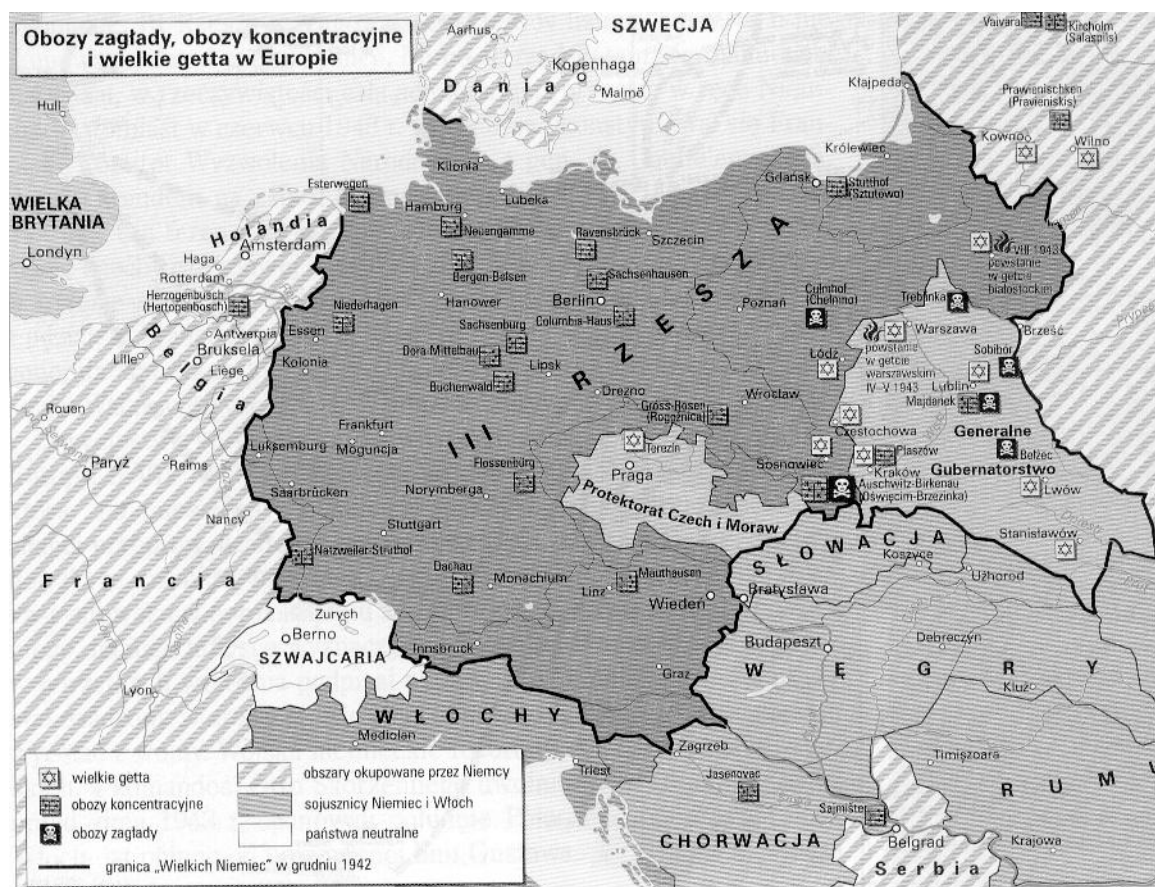 Obozy zagłady, obozy koncentracyjne
i wielkie getta w Europie
SZWECJA
Aarhus
Kopenhaga
Malmö
Dania
Vaivara
Kircholm
(Salaspils)
Kłajpeda
Prawienischken
(Pravieniskis)
Kowno
Wilno
Hull
Kilonia
Królewiec
Gdańsk
Stutthof
(Sztutowo)
Esterwegen
Lubeka
WIELKA
BRYTANIA
Hamburg
Neuengamme
Holandia
Amsterdam
Ravensbrück
Szczecin
Londyn
Haga
Rotterdam
Bergen-Belsen
Sachsenhausen
VIII 1943
powstanie
w getcie
białostockiej
Herzogenbusch
(Hertogenbosch)
Niederhagen
Hanower
Berlin
Poznań
Culmhof
(Chełmno)
Treblinka
Antwerpia
Essen
Sachsenburg
Columbia-Haus
Warszawa
Brześć
Prypeć
Belgia
Lille
Bruksela
Liege
Kolonia
Dora-Mittelbau
Lipsk
Łódź
powstanie
w getcie
warszawskim
IV-V 1943
Sobibór
Buchenwald
Drezno
Lublin
Majdanek
Rouen
Frankfurt
Moguncja
Gross-Rosen
(Rogoźnica)
Wrocław
Częstochowa
Generalne
Gubernatorstwo
Luksemburg
III RZESZA
Terezin
Praga
Płaszów
Bełżec
Paryż
Reims
Flossenbürg
Sosnowiec
Kraków
Saarbrücken
Norymberga
Protektorat Czech i Moraw
Auschwitz-Birkenau
(Oświęcim-Brzezinka)
Lwów
Nancy
Stuttgart
SŁOWACJA
Koszyce
Stanisławów
Natzweiler-Struthof
Francja
Dachau
Monachium
Linz
Mauthausen
Wiedeń
Bratysława
Użhorod
Zurych
Berno
SZWAJCARIA
Innsbruck
Budapeszt
Debreczyn
Graz
WĘGRY
Kluż
Lyon
WŁOCHY
Mediolan
Zagrzeb
Timişoara
Triest
Jasenovac
RUMU
Sajmište
CHORWACJA
Belgrad
Serbia
Krajowa
wielkie getta
obozy koncentracyjne
obozy zagłady
granica „Wielkich Niemiec" w grudniu 1942
obszary okupowane przez Niemcy
sojusznicy Niemiec i Włoch
państwa neutralne